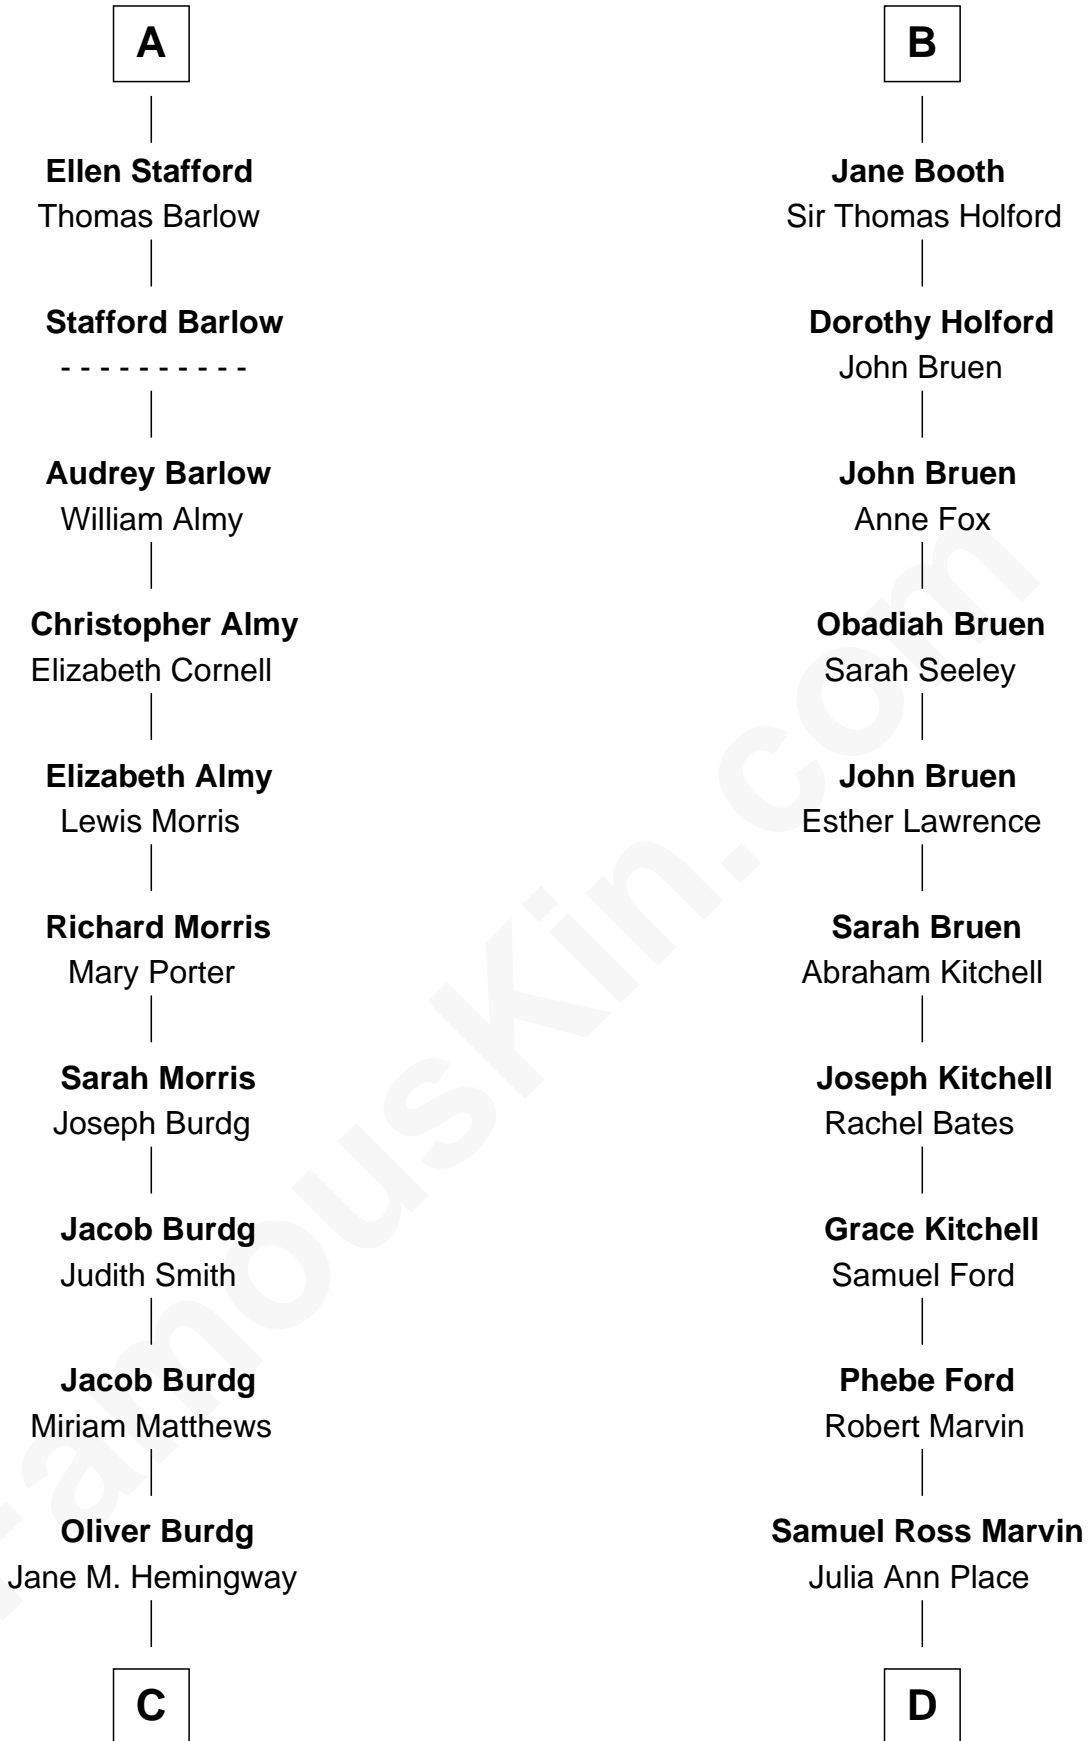 A
Ellen Stafford
Thomas Barlow
Stafford Barlow
- - - - - - - - - -
Audrey Barlow
William Almy
Christopher Almy
Elizabeth Cornell
Elizabeth Almy
Lewis Morris
Richard Morris
Mary Porter
Sarah Morris
Joseph Burdg
Jacob Burdg
Judith Smith
Jacob Burdg
Miriam Matthews
Oliver Burdg
Jane M. Hemingway
C
B
Jane Booth
Sir Thomas Holford
Dorothy Holford
John Bruen
John Bruen
Anne Fox
Obadiah Bruen
Sarah Seeley
John Bruen
Esther Lawrence
Sarah Bruen
Abraham Kitchell
Joseph Kitchell
Rachel Bates
Grace Kitchell
Samuel Ford
Phebe Ford
Robert Marvin
Samuel Ross Marvin
Julia Ann Place
D
FamousKin.com